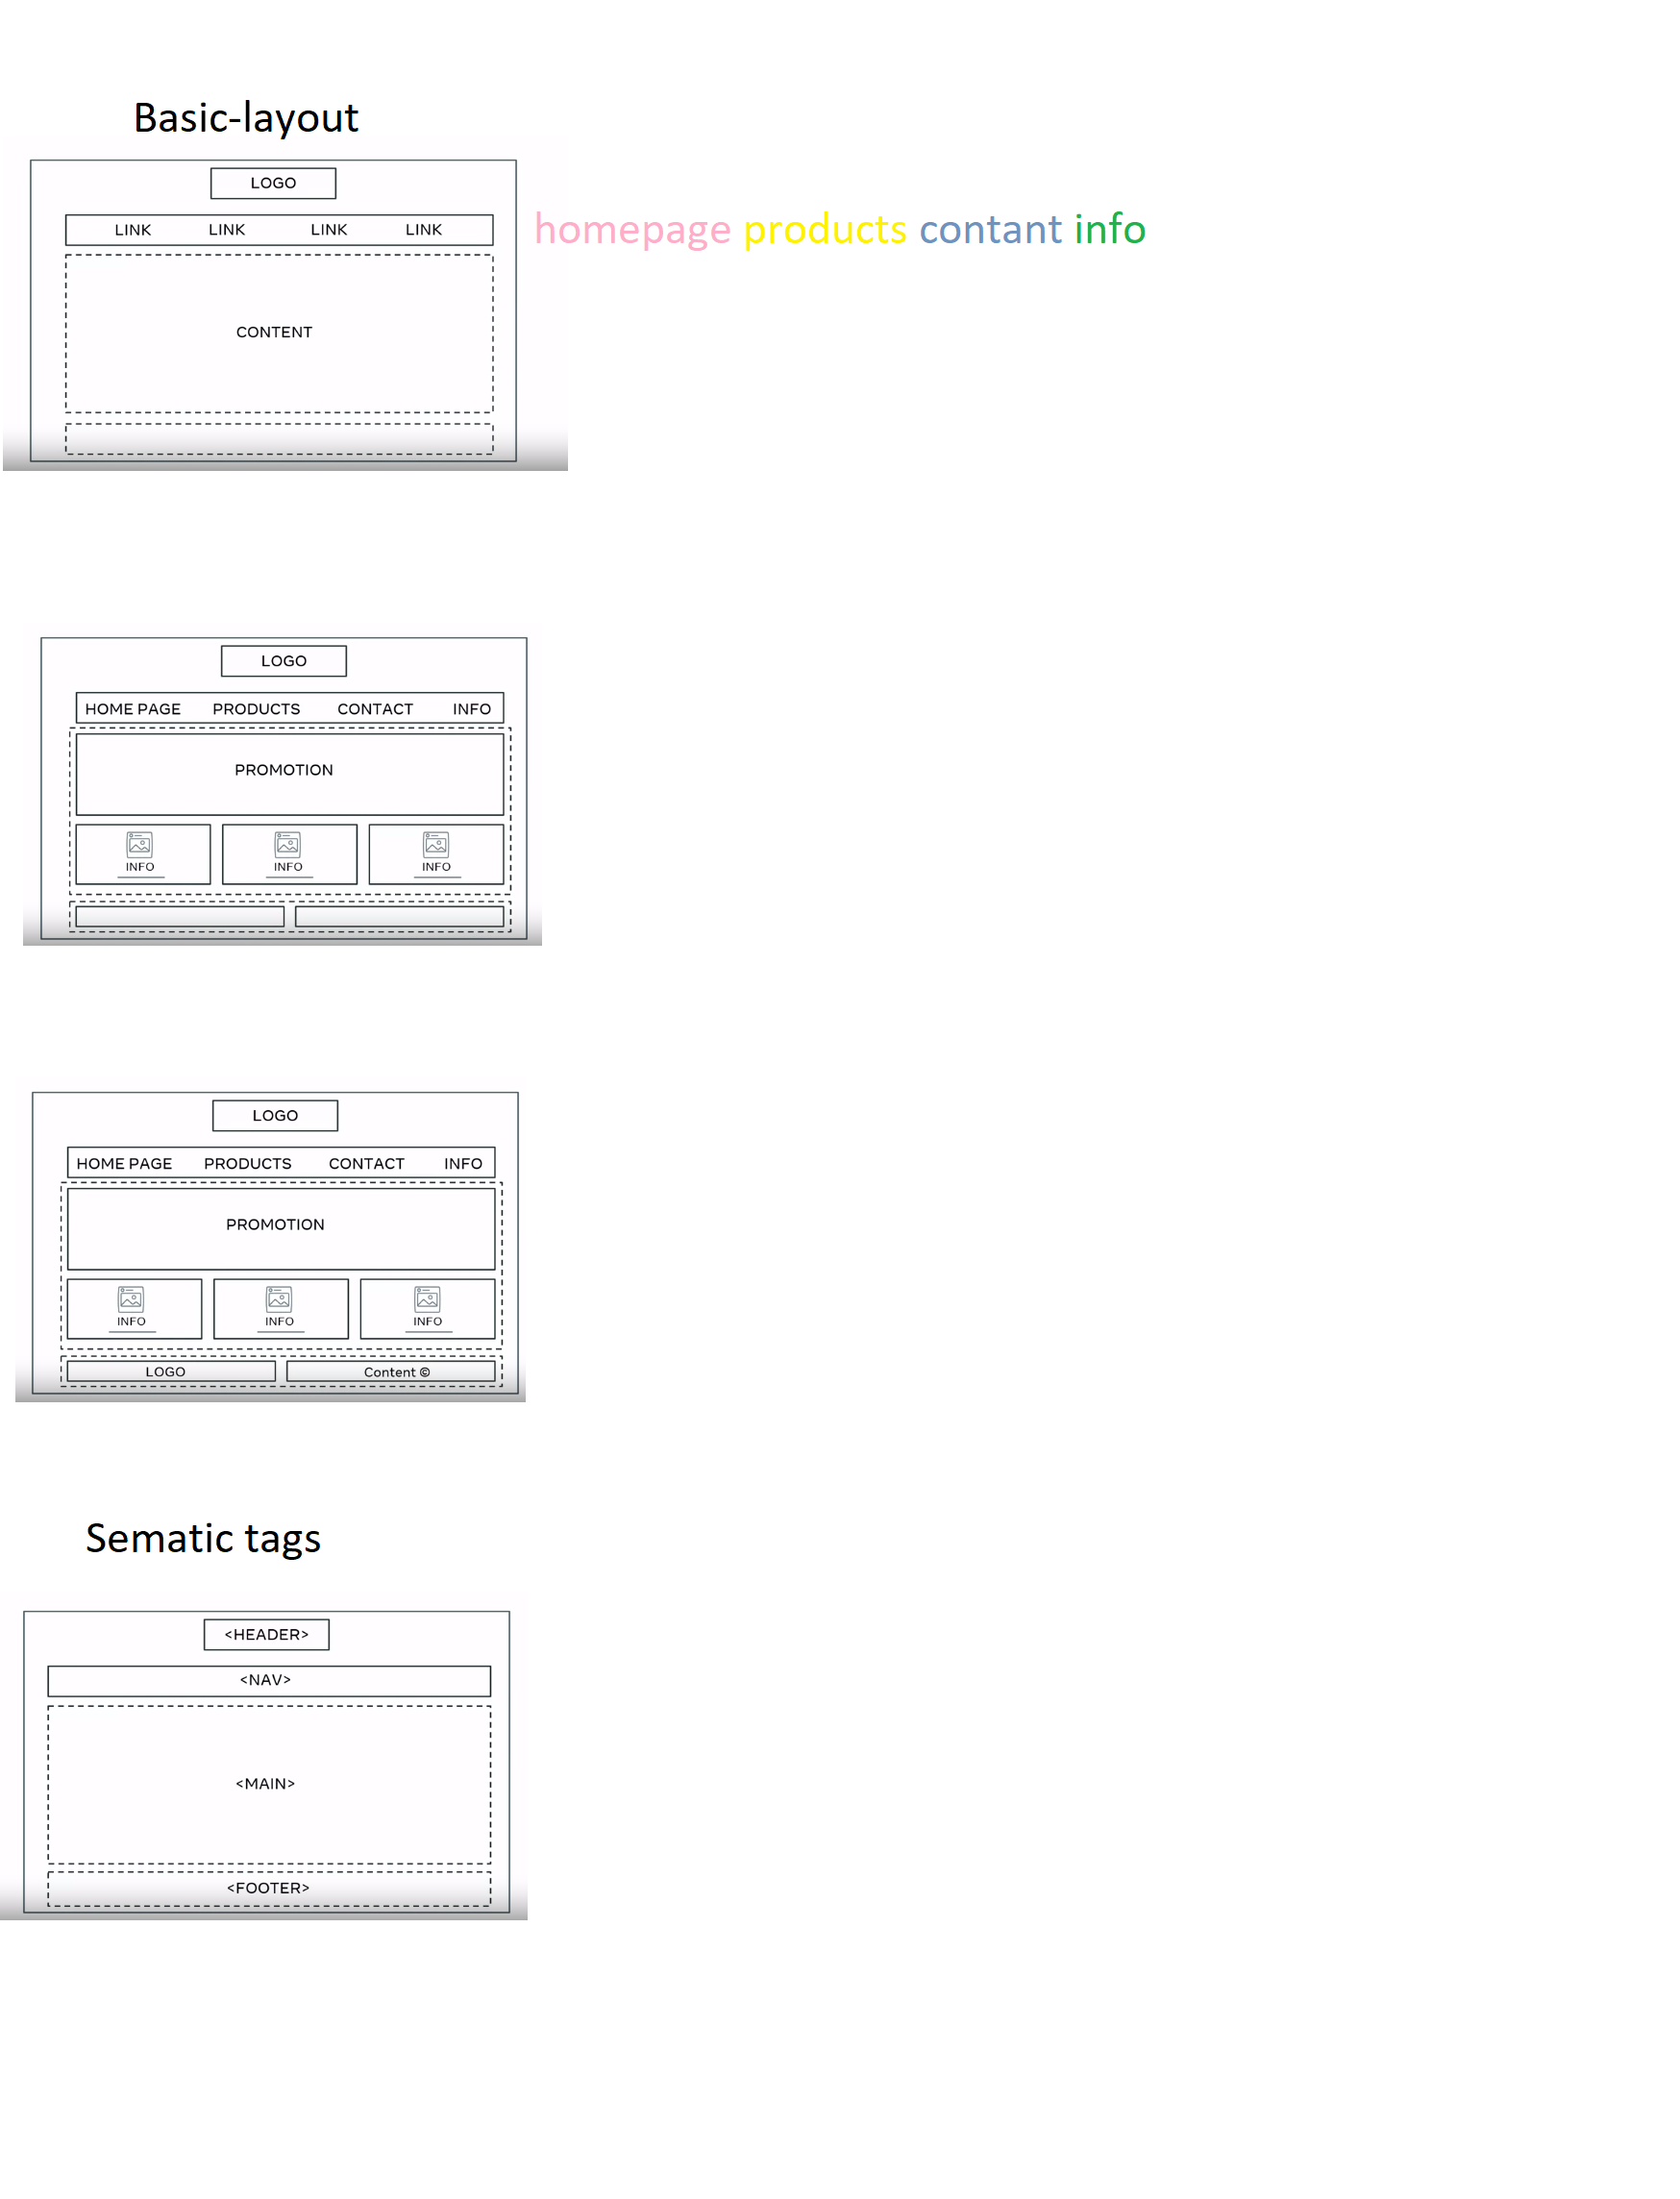 Basic-layout
LOGO
LINK LINK LINK LINK
homepage products contant info
CONTENT
LOGO
HOME PAGE PRODUCTS CONTACT INFO
PROMOTION
INFO INFO INFO
LOGO
HOME PAGE PRODUCTS CONTACT INFO
PROMOTION
INFO INFO INFO
LOGO Content ©
Sematic tags
<HEADER>
<NAV>
<MAIN>
<FOOTER>